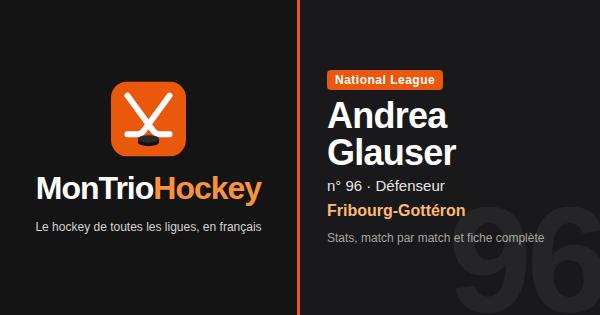 MonTrioHockey
Le hockey de toutes les ligues, en français
National League
Andrea
Glauser
n° 96 · Défenseur
Fribourg-Gottéron
Stats, match par match et fiche complète
96